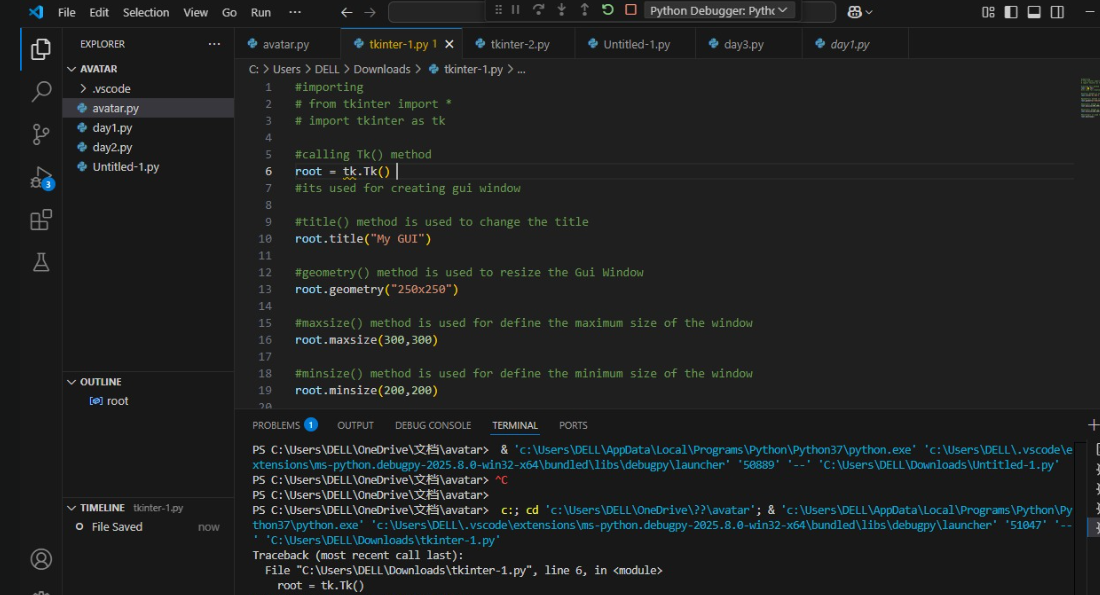 File Edit Selection View Go Run ··· ← → Python Debugger: Pythc
EXPLORER ···
AVATAR
.vscode
avatar.py
day1.py
day2.py
Untitled-1.py
OUTLINE
root
TIMELINE tkinter-1.py
File Saved now
3
avatar.py tkinter-1.py 1 tkinter-2.py Untitled-1.py day3.py day1.py
C: > Users > DELL > Downloads > tkinter-1.py > ...
1 #importing
2 # from tkinter import *
3 # import tkinter as tk
4
5 #calling Tk() method
6 root = tk.Tk()
7 #its used for creating gui window
8
9 #title() method is used to change the title
10 root.title("My GUI")
11
12 #geometry() method is used to resize the Gui Window
13 root.geometry("250x250")
14
15 #maxsize() method is used for define the maximum size of the window
16 root.maxsize(300,300)
17
18 #minsize() method is used for define the minimum size of the window
19 root.minsize(200,200)
20
PROBLEMS 1 OUTPUT DEBUG CONSOLE TERMINAL PORTS
PS C:\Users\DELL\OneDrive\文档\avatar> & 'c:\Users\DELL\AppData\Local\Programs\Python\Python37\python.exe' 'c:\Users\DELL\.vscode\e
xtensions\ms-python.debugpy-2025.8.0-win32-x64\bundled\libs\debugpy\launcher' '50889' '--' 'C:\Users\DELL\Downloads\Untitled-1.py'
PS C:\Users\DELL\OneDrive\文档\avatar> ^C
PS C:\Users\DELL\OneDrive\文档\avatar>
PS C:\Users\DELL\OneDrive\文档\avatar> c:; cd 'c:\Users\DELL\OneDrive\??\avatar'; & 'c:\Users\DELL\AppData\Local\Programs\Python\Py
thon37\python.exe' 'c:\Users\DELL\.vscode\extensions\ms-python.debugpy-2025.8.0-win32-x64\bundled\libs\debugpy\launcher' '51047' '--
' 'C:\Users\DELL\Downloads\tkinter-1.py'
Traceback (most recent call last):
File "C:\Users\DELL\Downloads\tkinter-1.py", line 6, in <module>
root = tk.Tk()